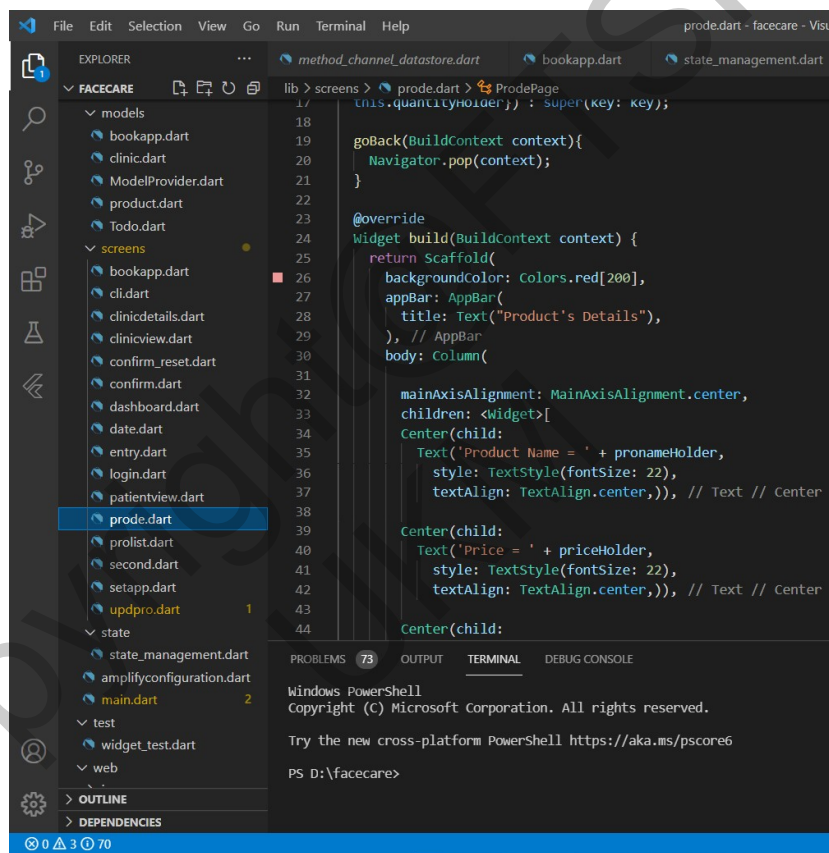 File Edit Selection View Go Run Terminal Help prode.dart - facecare - Visu
EXPLORER ...
1
FACECARE
models
bookapp.dart
clinic.dart
ModelProvider.dart
product.dart
Todo.dart
screens
bookapp.dart
cli.dart
clinicdetails.dart
clinicview.dart
confirm_reset.dart
confirm.dart
dashboard.dart
date.dart
entry.dart
login.dart
patientview.dart
prode.dart
prolist.dart
second.dart
setapp.dart
updpro.dart 1
state
state_management.dart
amplifyconfiguration.dart
main.dart 2
test
widget_test.dart
web
> OUTLINE
> DEPENDENCIES
method_channel_datastore.dart bookapp.dart state_management.dart
lib > screens > prode.dart > ProdePage
17 this.quantityHolder}) : super(key: key);
18
19 goBack(BuildContext context){
20 Navigator.pop(context);
21 }
22
23 @override
24 Widget build(BuildContext context) {
25 return Scaffold(
26 backgroundColor: Colors.red[200],
27 appBar: AppBar(
28 title: Text("Product's Details"),
29 ), // AppBar
30 body: Column(
31
32 mainAxisAlignment: MainAxisAlignment.center,
33 children: <Widget>[
34 Center(child:
35 Text('Product Name = ' + pronameHolder,
36 style: TextStyle(fontSize: 22),
37 textAlign: TextAlign.center,)), // Text // Center
38
39 Center(child:
40 Text('Price = ' + priceHolder,
41 style: TextStyle(fontSize: 22),
42 textAlign: TextAlign.center,)), // Text // Center
43
44 Center(child:
PROBLEMS 73 OUTPUT TERMINAL DEBUG CONSOLE
Windows PowerShell
Copyright (C) Microsoft Corporation. All rights reserved.
Try the new cross-platform PowerShell https://aka.ms/pscore6
PS D:\facecare>
0 3 70